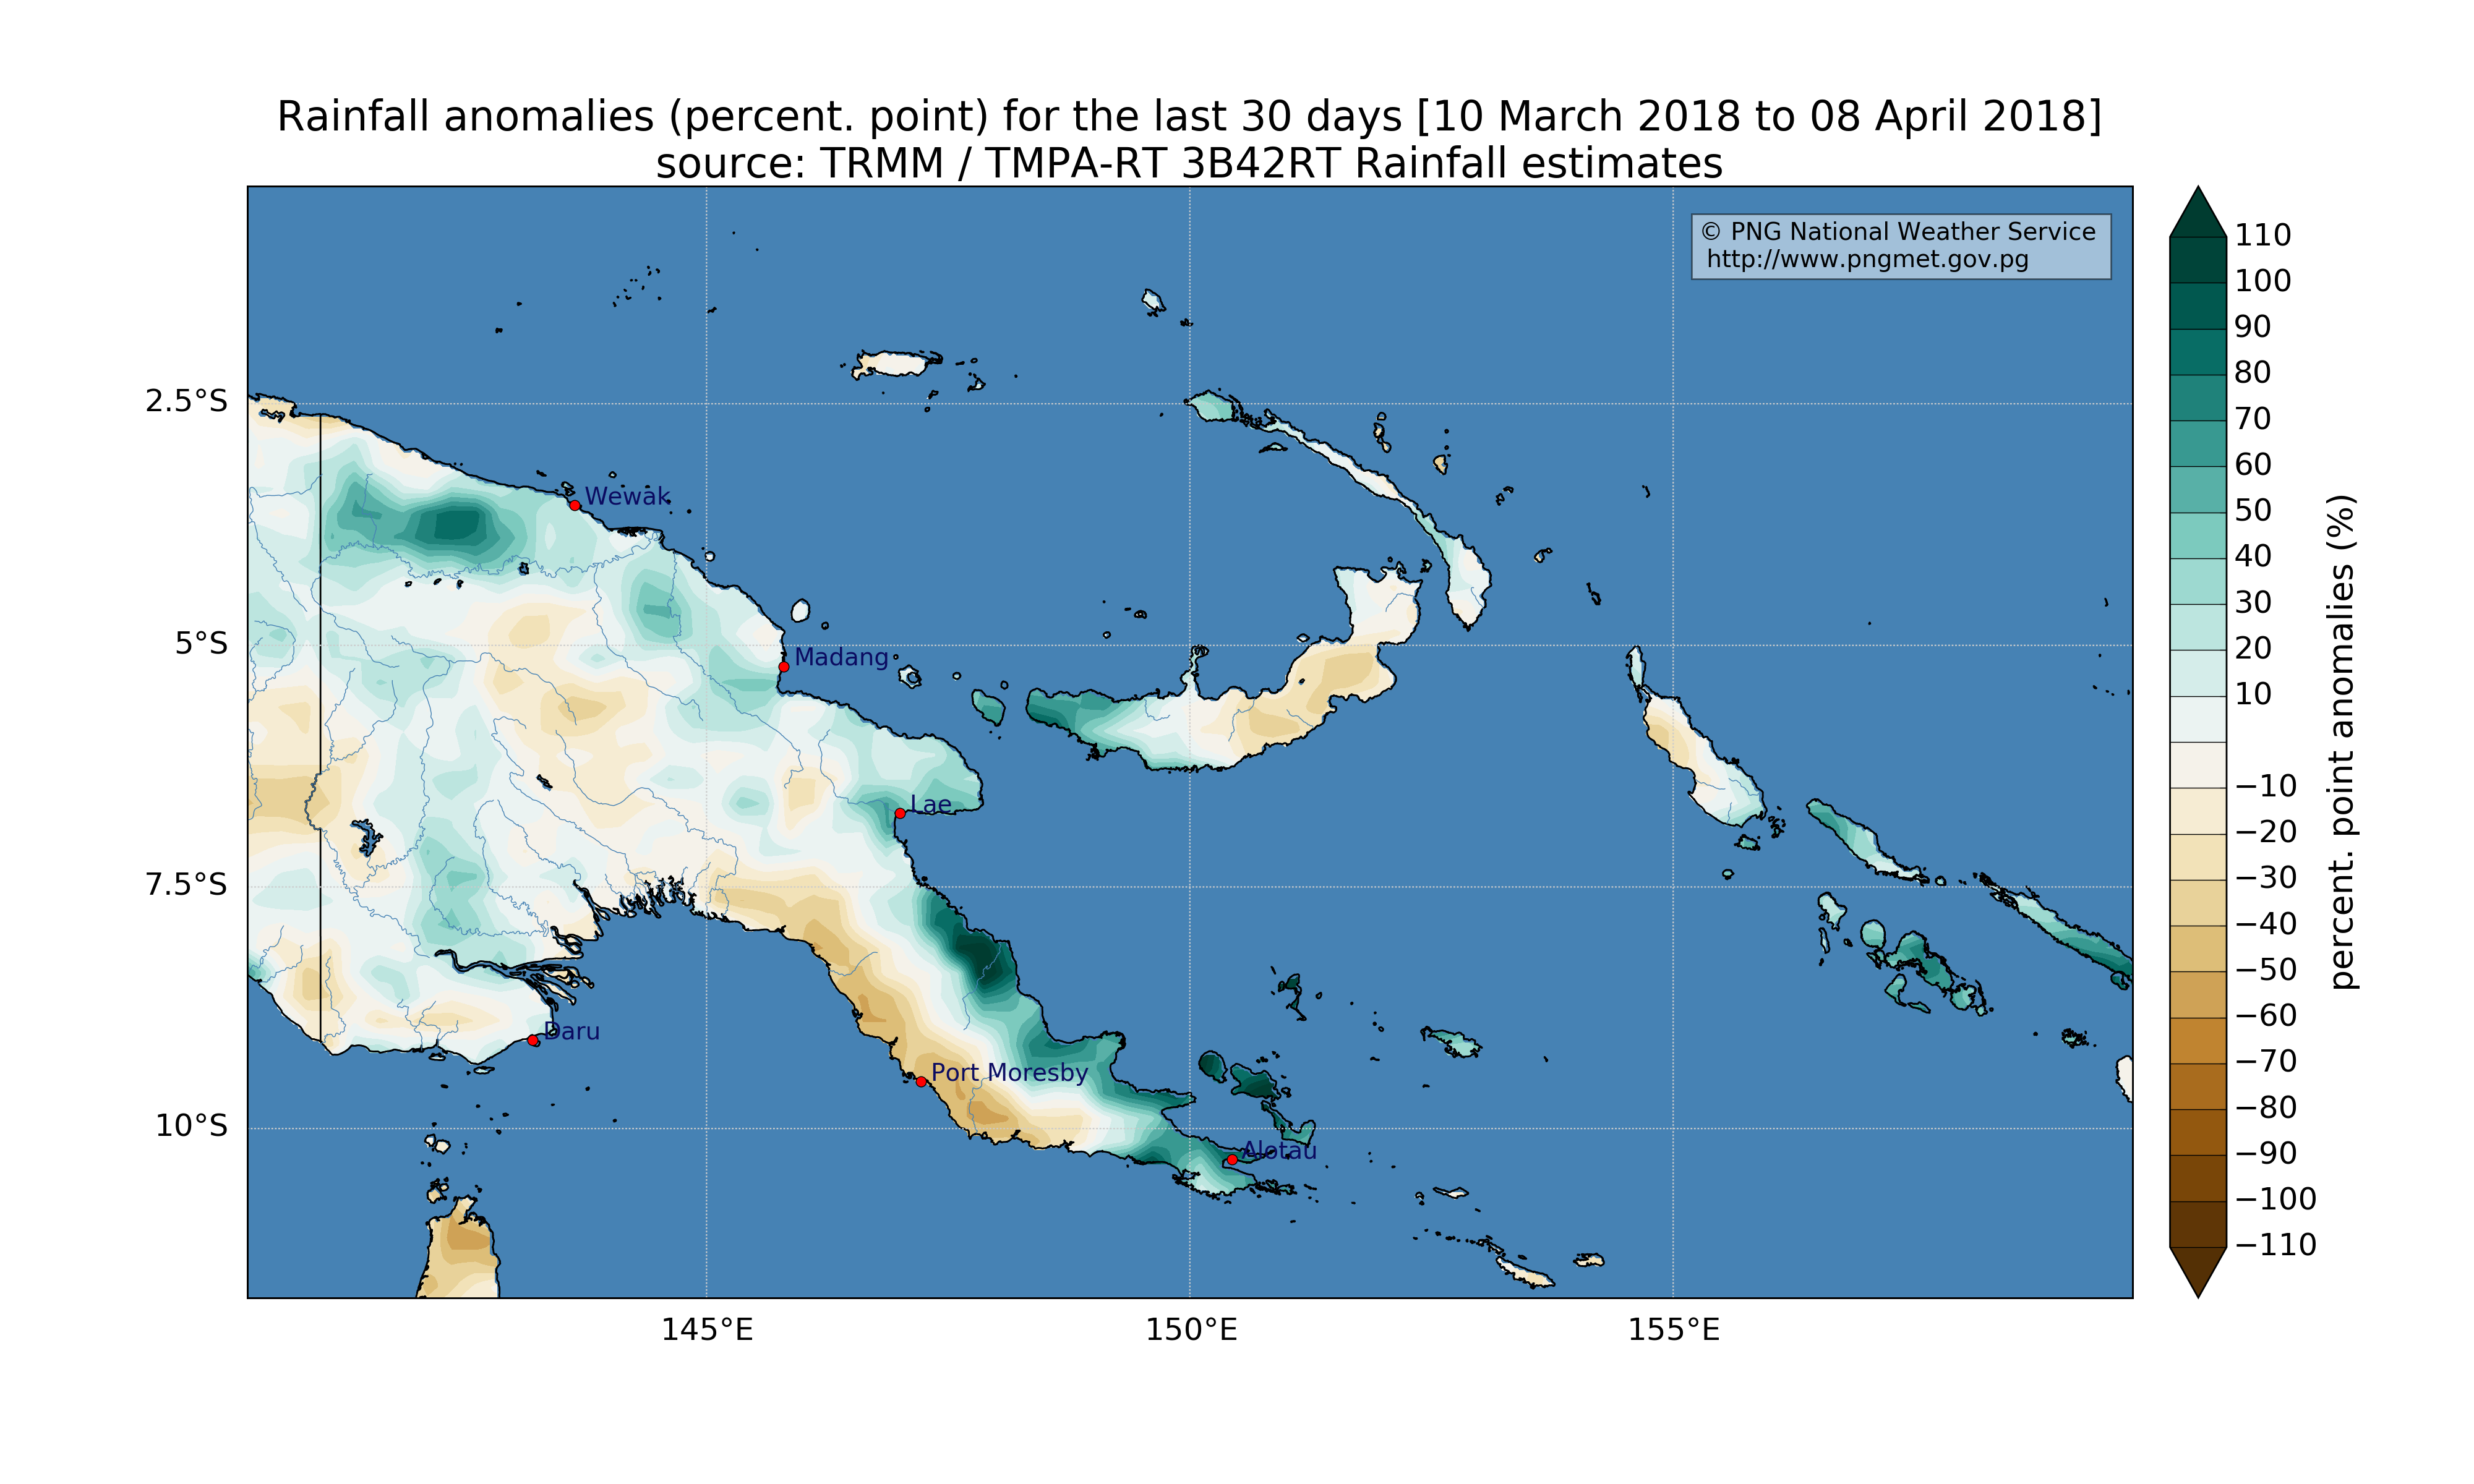 Rainfall anomalies (percent. point) for the last 30 days [10 March 2018 to 08 April 2018]
source: TRMM / TMPA-RT 3B42RT Rainfall estimates
© PNG National Weather Service
http://www.pngmet.gov.pg
2.5°S
5°S
7.5°S
10°S
Wewak
Madang
Lae
Daru
Port Moresby
Alotau
145°E
150°E
155°E
110
100
90
80
70
60
50
40
30
20
10
−10
−20
−30
−40
−50
−60
−70
−80
−90
−100
−110
percent. point anomalies (%)